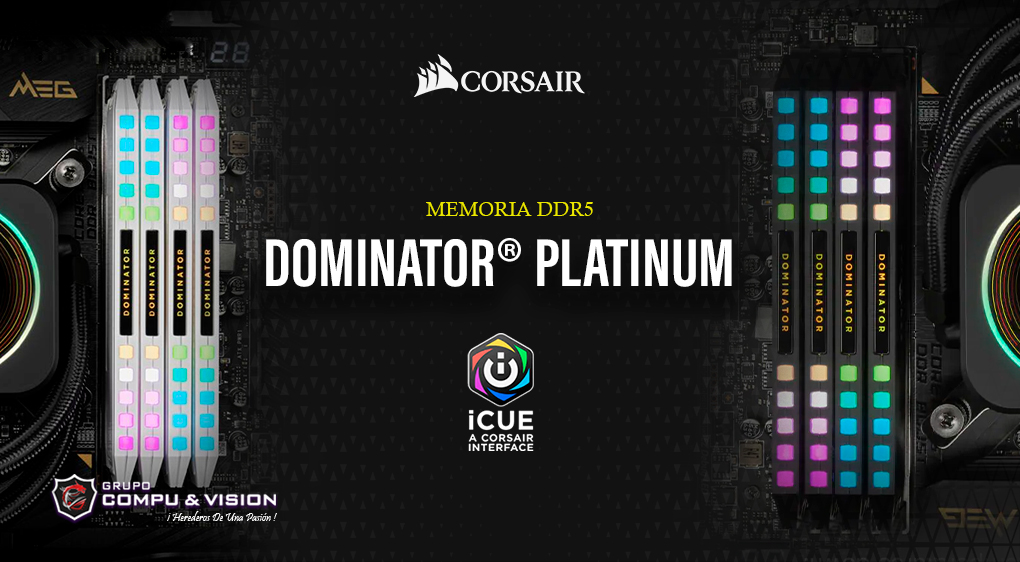 CORSAIR
MEMORIA DDR5
DOMINATOR® PLATINUM
iCUE
A CORSAIR
INTERFACE
MEG
28
DOMINATOR
DOMINATOR
DOMINATOR
DOMINATOR
DOMINATOR
DOMINATOR
DOMINATOR
DOMINATOR
GRUPO
COMPU & VISION
¡ Herederos De Una Pasión !